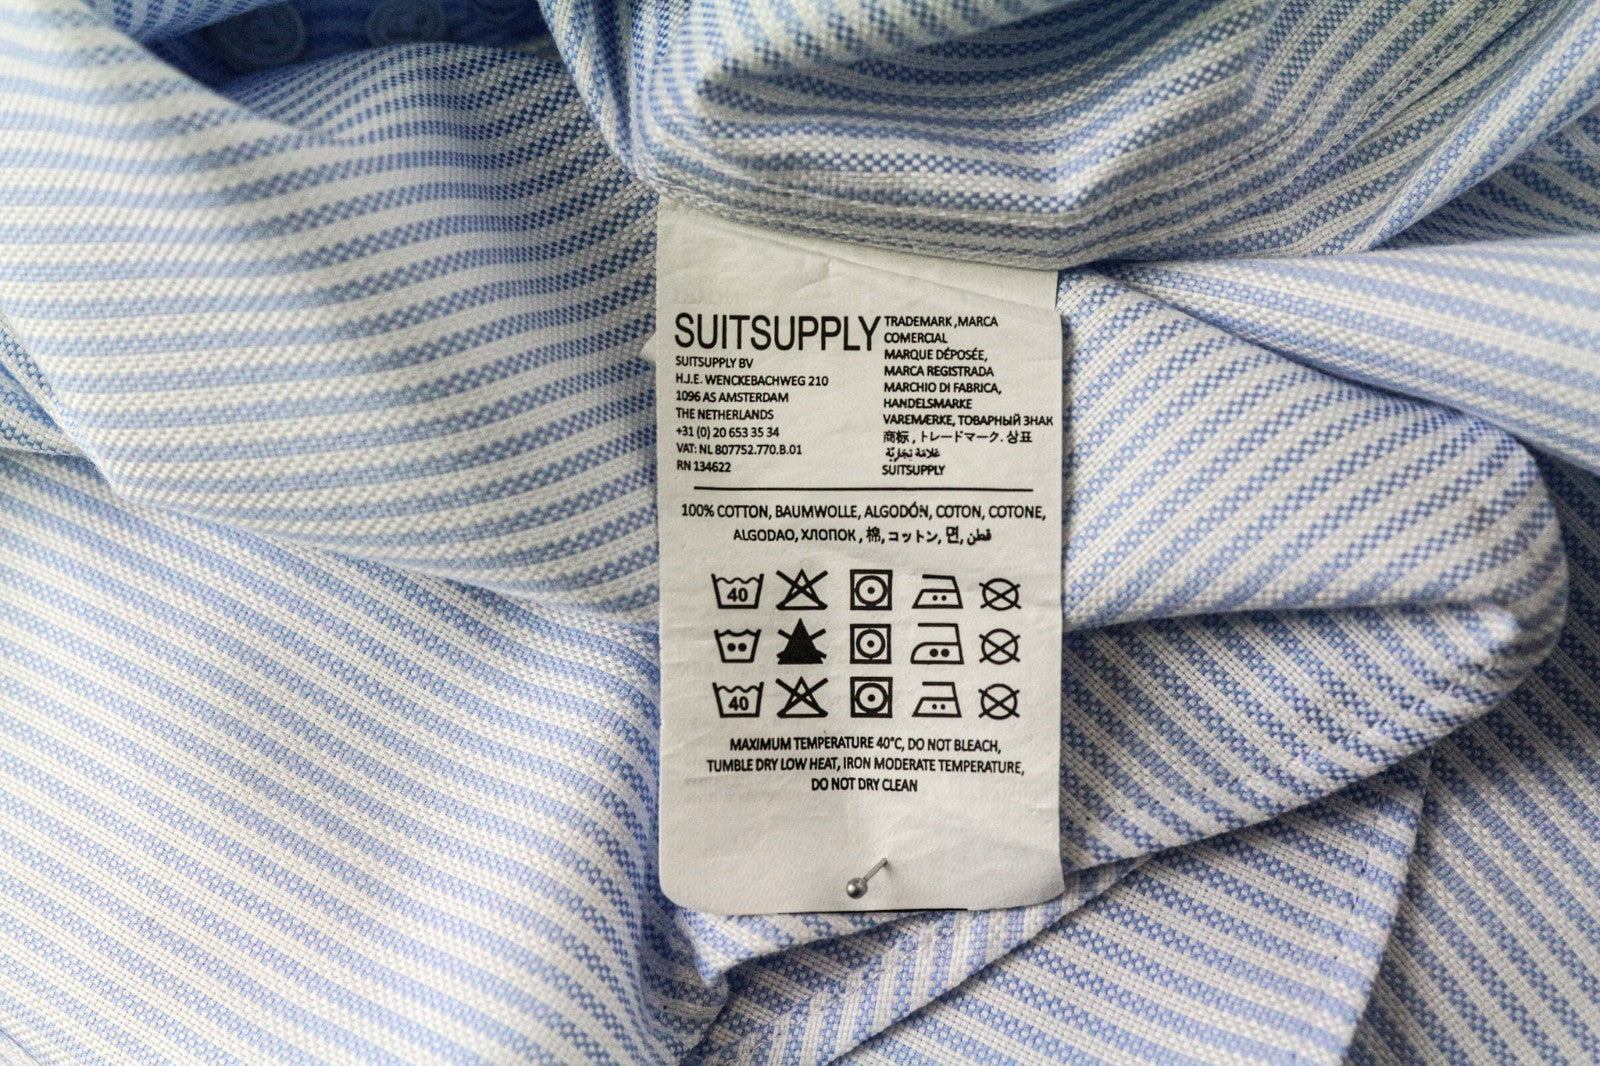 SUITSUPPLY
SUITSUPPLY BV
H.J.E. WENCKEBACHWEG 210
1096 AS AMSTERDAM
THE NETHERLANDS
+31 (0) 20 653 35 34
VAT: NL 807752.770.B.01
RN 134622
TRADEMARK ,MARCA
COMERCIAL
MARQUE DÉPOSÉE,
MARCA REGISTRADA
MARCHIO DI FABRICA,
HANDELSMARKE
VAREMÆRKE, ТОВАРНЫЙ ЗНАК
商标 , トレードマーク. 상표
علامة تجارية
SUITSUPPLY
100% COTTON, BAUMWOLLE, ALGODÓN, COTON, COTONE,
ALGODAO, ХЛОПОК , 棉, コットン, 면, قطن
40
40
MAXIMUM TEMPERATURE 40°C, DO NOT BLEACH,
TUMBLE DRY LOW HEAT, IRON MODERATE TEMPERATURE,
DO NOT DRY CLEAN